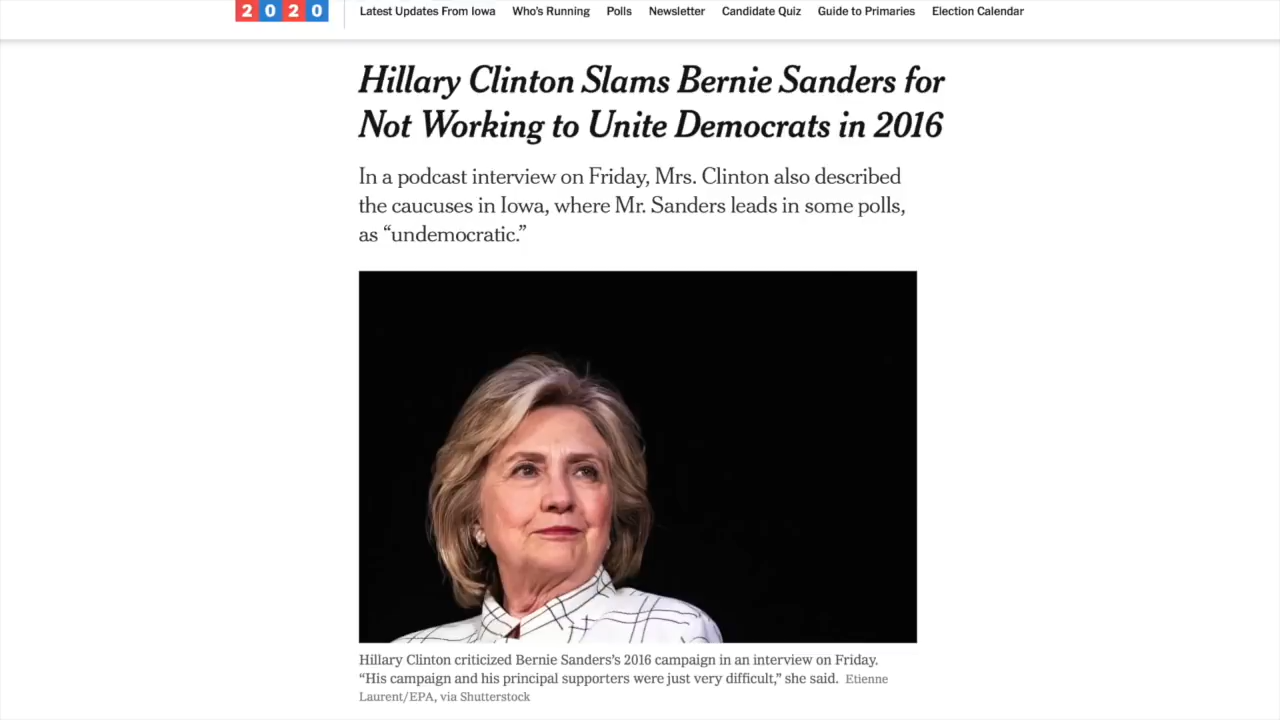 2020
Latest Updates From Iowa Who's Running Polls Newsletter Candidate Quiz Guide to Primaries Election Calendar
Hillary Clinton Slams Bernie Sanders for
Not Working to Unite Democrats in 2016
In a podcast interview on Friday, Mrs. Clinton also described
the caucuses in Iowa, where Mr. Sanders leads in some polls,
as “undemocratic.”
Hillary Clinton criticized Bernie Sanders’s 2016 campaign in an interview on Friday.
“His campaign and his principal supporters were just very difficult,” she said. Etienne
Laurent/EPA, via Shutterstock